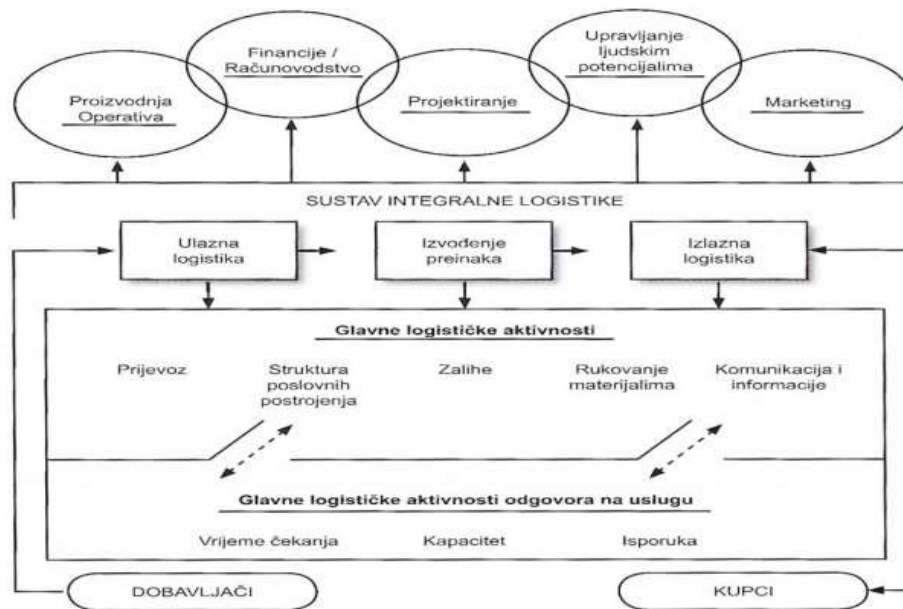 Proizvodnja
Operativa
Financije /
Računovodstvo
Projektiranje
Upravljanje
ljudskim
potencijalima
Marketing
SUSTAV INTEGRALNE LOGISTIKE
Ulazna
logistika
Izvođenje
preinaka
Izlazna
logistika
Glavne logističke aktivnosti
Prijevoz
Struktura
poslovnih
postrojenja
Zalihe
Rukovanje
materijalima
Komunikacija i
informacije
Glavne logističke aktivnosti odgovora na uslugu
Vrijeme čekanja
Kapacitet
Isporuka
DOBAVLJAČI
KUPCI